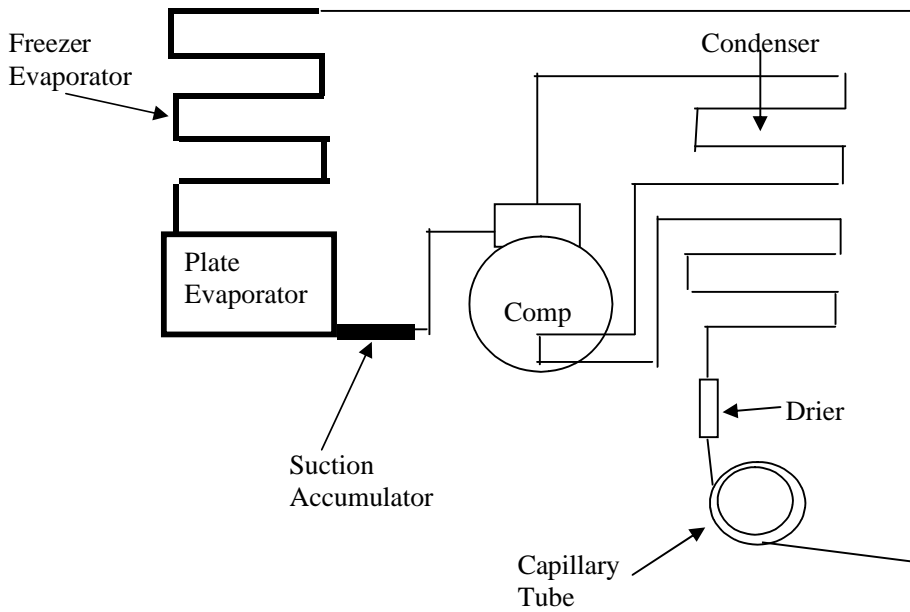 Freezer
Evaporator
Condenser
Plate
Evaporator
Comp
Drier
Suction
Accumulator
Capillary
Tube